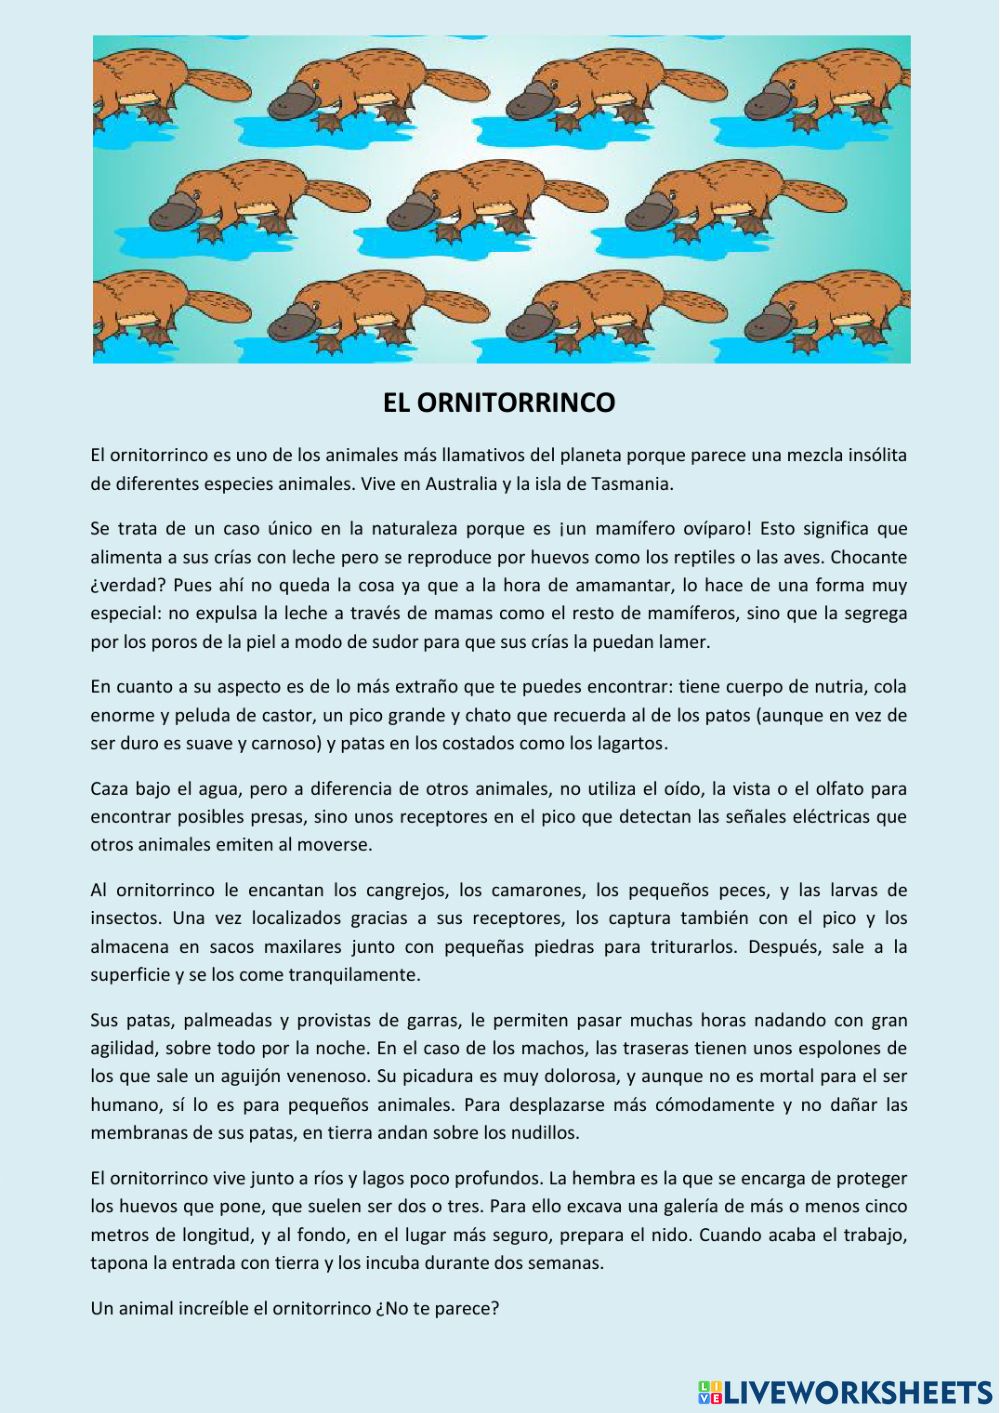 EL ORNITORRINCO
El ornitorrinco es uno de los animales más llamativos del planeta porque parece una mezcla insólita
de diferentes especies animales. Vive en Australia y la isla de Tasmania.
Se trata de un caso único en la naturaleza porque es ¡un mamífero ovíparo! Esto significa que
alimenta a sus crías con leche pero se reproduce por huevos como los reptiles o las aves. Chocante
¿verdad? Pues ahí no queda la cosa ya que a la hora de amamantar, lo hace de una forma muy
especial: no expulsa la leche a través de mamas como el resto de mamíferos, sino que la segrega
por los poros de la piel a modo de sudor para que sus crías la puedan lamer.
En cuanto a su aspecto es de lo más extraño que te puedes encontrar: tiene cuerpo de nutria, cola
enorme y peluda de castor, un pico grande y chato que recuerda al de los patos (aunque en vez de
ser duro es suave y carnoso) y patas en los costados como los lagartos.
Caza bajo el agua, pero a diferencia de otros animales, no utiliza el oído, la vista o el olfato para
encontrar posibles presas, sino unos receptores en el pico que detectan las señales eléctricas que
otros animales emiten al moverse.
Al ornitorrinco le encantan los cangrejos, los camarones, los pequeños peces, y las larvas de
insectos. Una vez localizados gracias a sus receptores, los captura también con el pico y los
almacena en sacos maxilares junto con pequeñas piedras para triturarlos. Después, sale a la
superficie y se los come tranquilamente.
Sus patas, palmeadas y provistas de garras, le permiten pasar muchas horas nadando con gran
agilidad, sobre todo por la noche. En el caso de los machos, las traseras tienen unos espolones de
los que sale un aguijón venenoso. Su picadura es muy dolorosa, y aunque no es mortal para el ser
humano, sí lo es para pequeños animales. Para desplazarse más cómodamente y no dañar las
membranas de sus patas, en tierra andan sobre los nudillos.
El ornitorrinco vive junto a ríos y lagos poco profundos. La hembra es la que se encarga de proteger
los huevos que pone, que suelen ser dos o tres. Para ello excava una galería de más o menos cinco
metros de longitud, y al fondo, en el lugar más seguro, prepara el nido. Cuando acaba el trabajo,
tapona la entrada con tierra y los incuba durante dos semanas.
Un animal increíble el ornitorrinco ¿No te parece?
LIVE LIVEWORKSHEETS